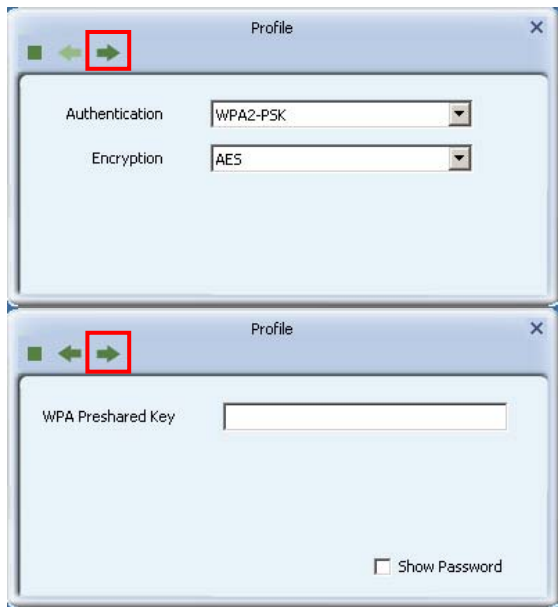 Profile
Authentication WPA2-PSK
Encryption AES
Profile
WPA Preshared Key
Show Password